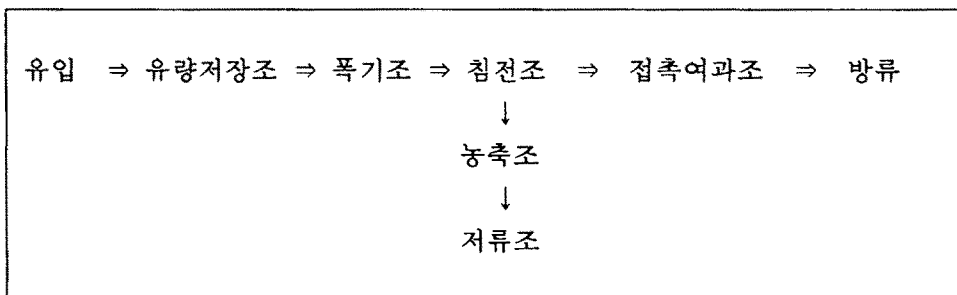 유입 ⇒ 유량저장조 ⇒ 폭기조 ⇒ 침전조 ⇒ 접촉여과조 ⇒ 방류
↓
농축조
↓
저류조